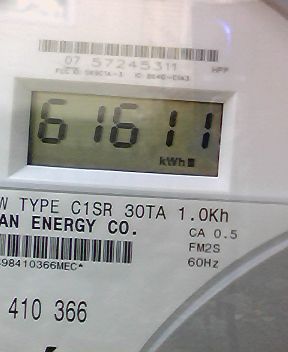 07 57245311
HPP
61611
kWh
W TYPE C1SR 30TA 1.0Kh
AN ENERGY CO.
CA 0.5
FM2S
60Hz
98410366MEC*
410 366